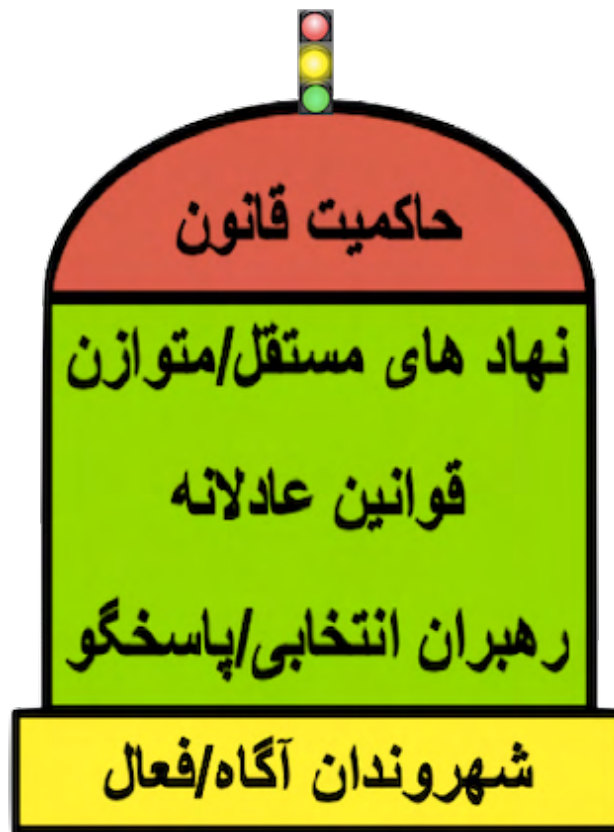 حاکمیت قانون
نهاد های مستقل/متوازن
قوانین عادلانه
رهبران انتخابی/پاسخگو
شهروندان آگاه/فعال